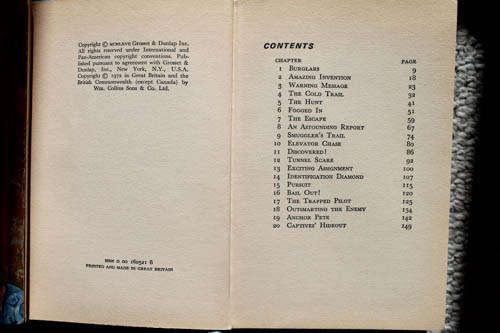 Copyright © MCMLXVII Grosset & Dunlap Inc.
All rights reserved under International and
Pan-American copyright conventions. Pub-
lished pursuant to agreement with Grosset &
Dunlap, Inc., New York, N.Y., U.S.A.
Copyright © 1972 in Great Britain and the
British Commonwealth (except Canada) by
Wm. Collins Sons & Co. Ltd.
ISBN 0 00 160521 8
PRINTED AND MADE IN GREAT BRITAIN
CONTENTS
CHAPTER PAGE
1 BURGLARS 9
2 AMAZING INVENTION 18
3 WARNING MESSAGE 23
4 THE COLD TRAIL 32
5 THE HUNT 41
6 FOGGED IN 51
7 THE ESCAPE 59
8 AN ASTOUNDING REPORT 67
9 SMUGGLER'S TRAIL 74
10 ELEVATOR CHASE 80
11 DISCOVERED! 86
12 TUNNEL SCARE 92
13 EXCITING ASSIGNMENT 100
14 IDENTIFICATION DIAMOND 107
15 PURSUIT 115
16 BAIL OUT! 120
17 THE TRAPPED PILOT 125
18 OUTSMARTING THE ENEMY 134
19 ANCHOR PETE 142
20 CAPTIVES' HIDEOUT 149